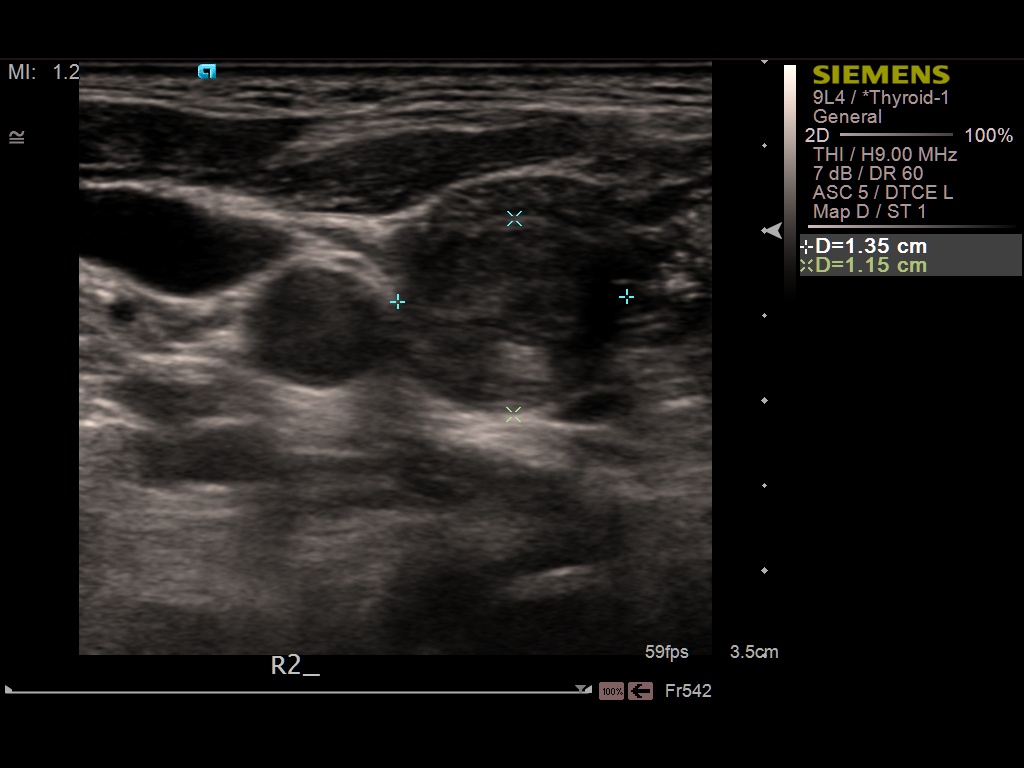 MI: 1.2
SIEMENS
9L4 / *Thyroid-1
General
2D 100%
THI / H9.00 MHz
7 dB / DR 60
ASC 5 / DTCE L
Map D / ST 1
D=1.35 cm
D=1.15 cm
59fps 3.5cm
R2_
100% Fr542